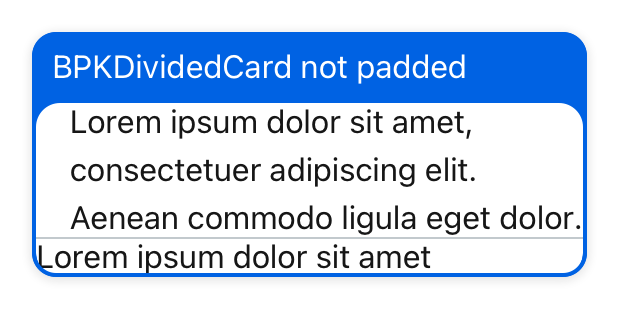 BPKDividedCard not padded
Lorem ipsum dolor sit amet,
consectetuer adipiscing elit.
Aenean commodo ligula eget dolor.
Lorem ipsum dolor sit amet